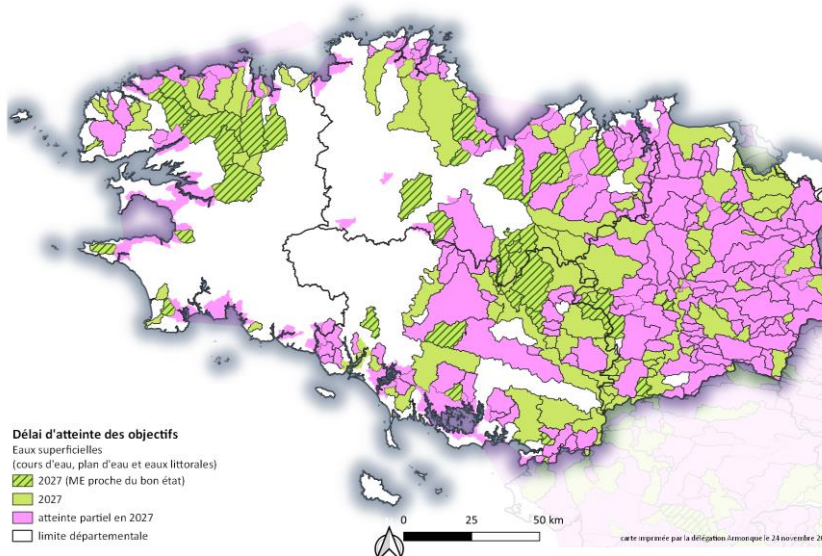 Délai d'atteinte des objectifs
Eaux superficielles
(cours d'eau, plan d'eau et eaux littorales)
2027 (ME proche du bon état)
2027
atteinte partiel en 2027
limite départementale
0 25 50 km
carte imprimée par la délégation Armorique le 24 novembre